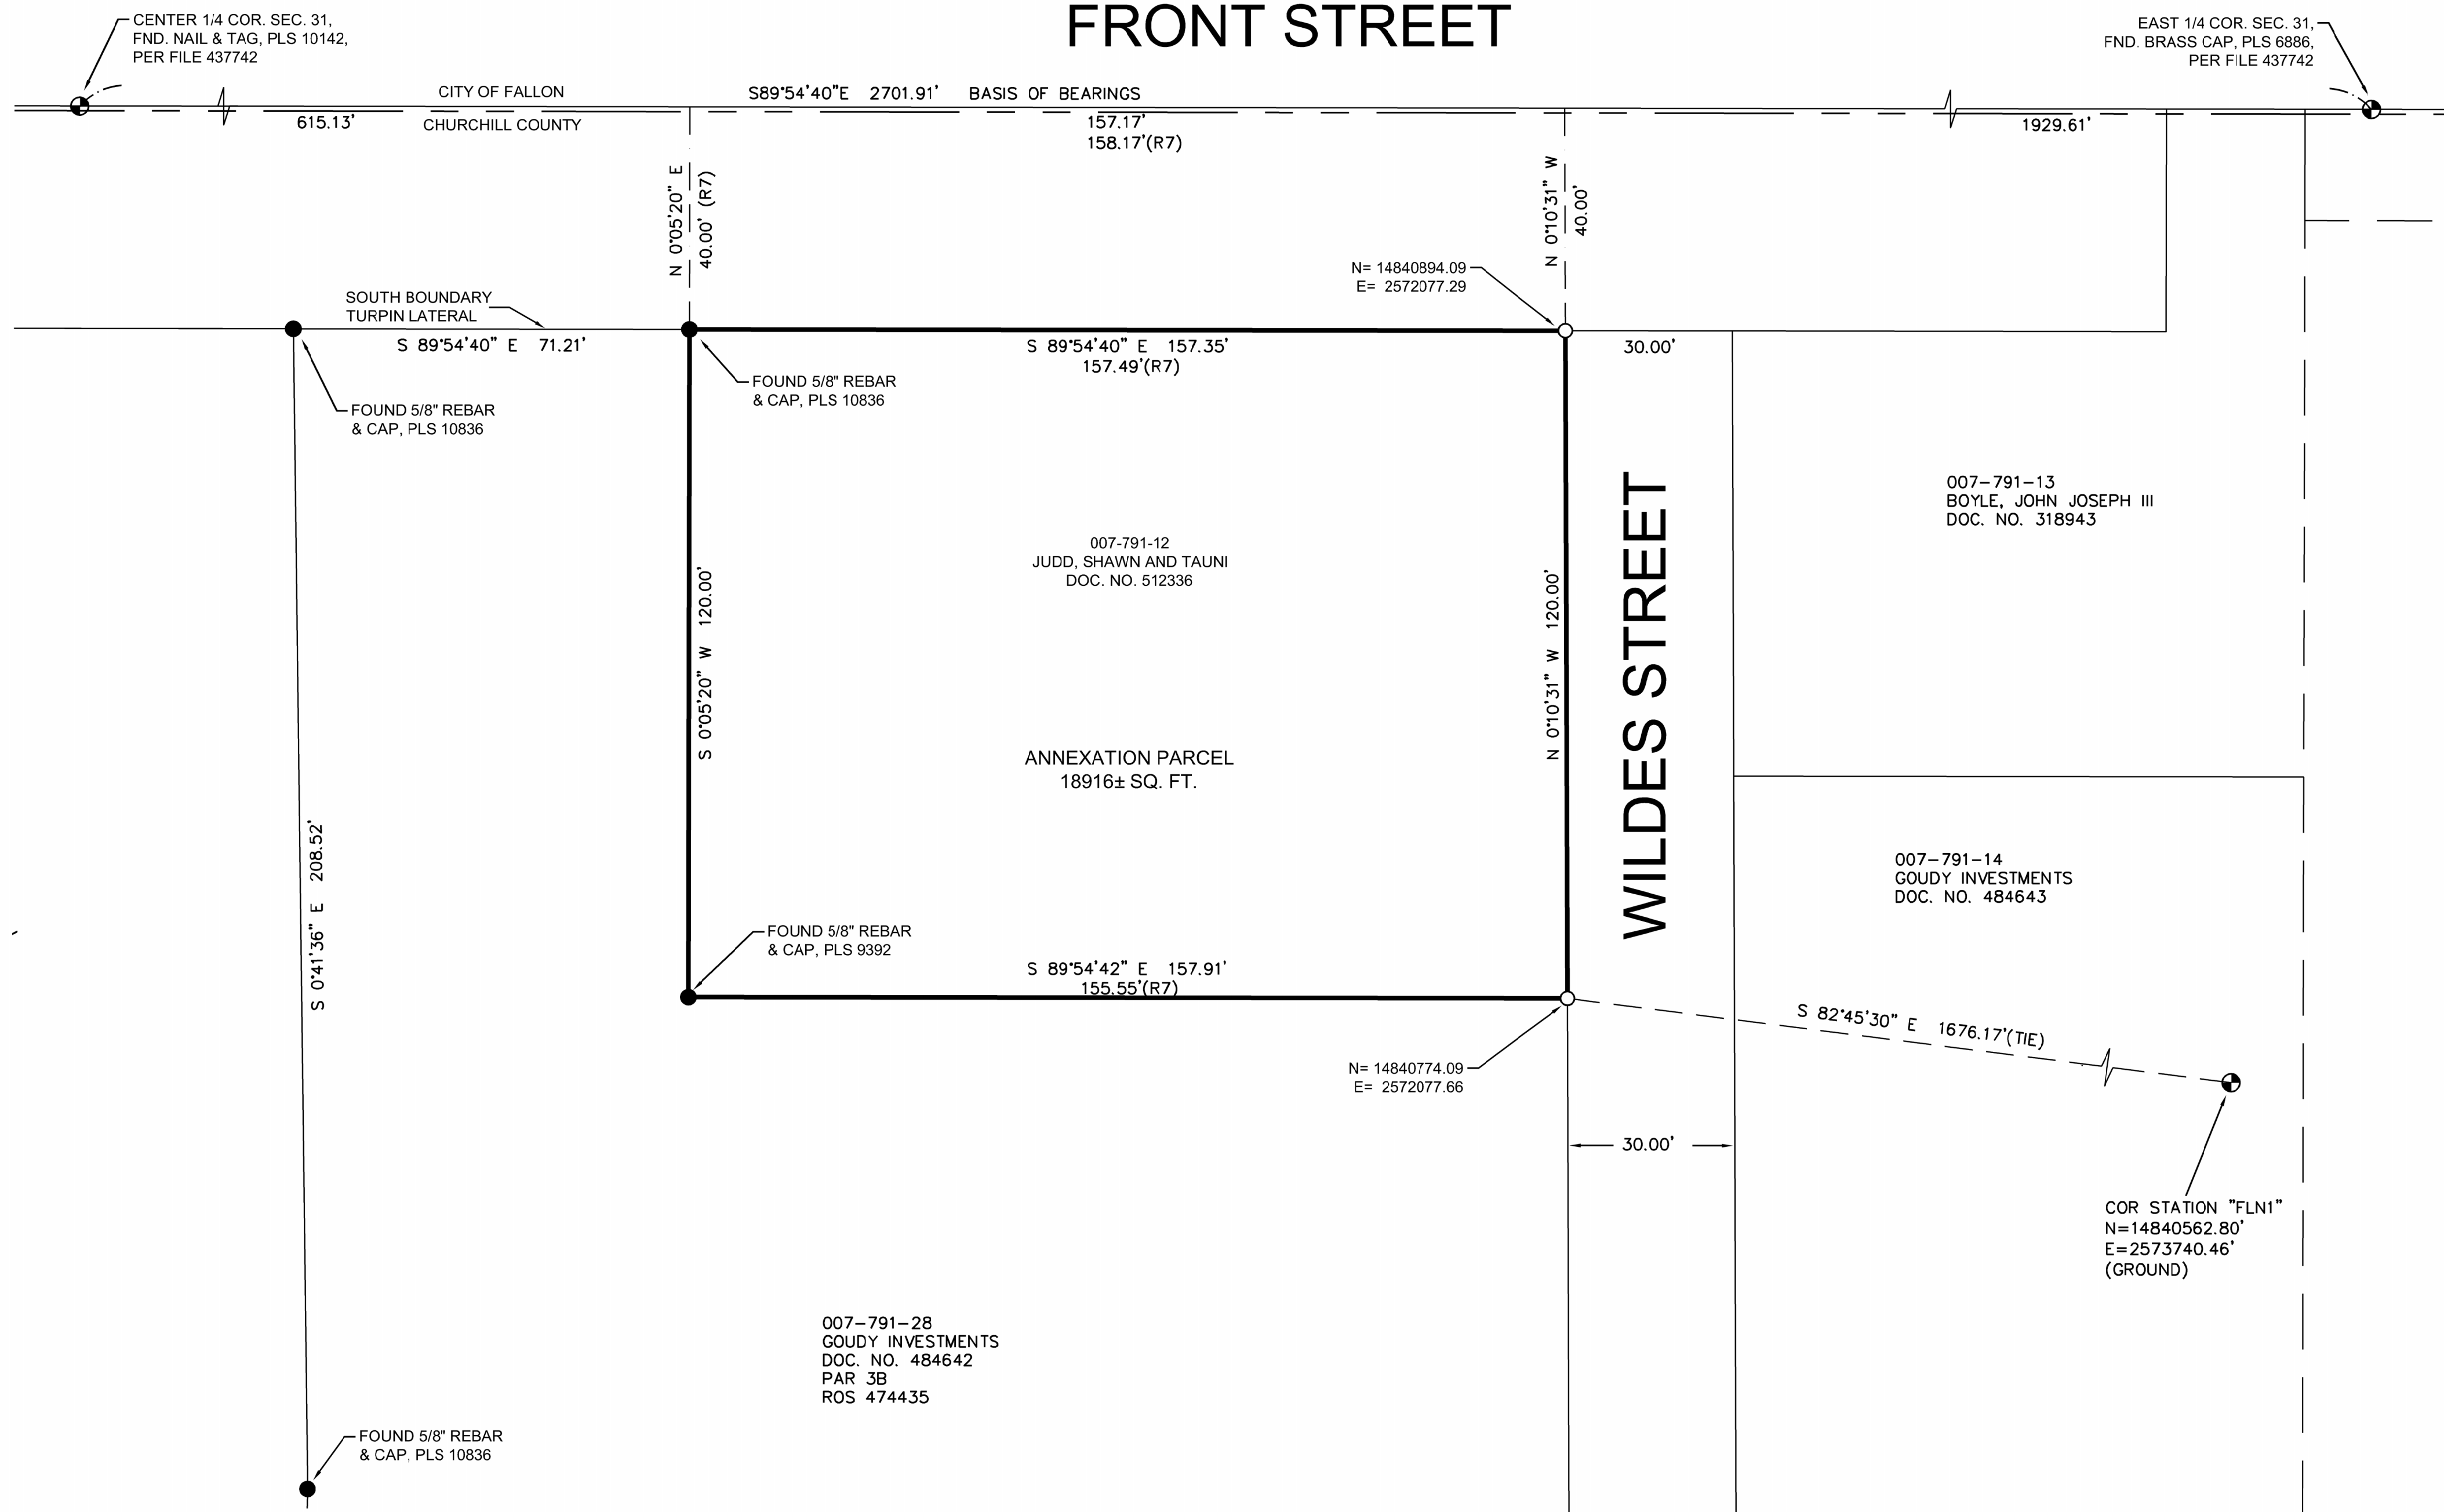 FRONT STREET
CENTER 1/4 COR. SEC. 31,
FND. NAIL & TAG, PLS 10142,
PER FILE 437742
EAST 1/4 COR. SEC. 31,
FND. BRASS CAP, PLS 6886,
PER FILE 437742
CITY OF FALLON
S89°54'40"E 2701.91' BASIS OF BEARINGS
615.13'
CHURCHILL COUNTY
157.17'
158.17'(R7)
1929.61'
N 0°05'20" E
40.00' (R7)
N 0°10'31" W
40.00'
N= 14840894.09
E= 2572077.29
SOUTH BOUNDARY
TURPIN LATERAL
S 89°54'40" E 71.21'
S 89°54'40" E 157.35'
157.49'(R7)
30.00'
FOUND 5/8" REBAR
& CAP, PLS 10836
FOUND 5/8" REBAR
& CAP, PLS 10836
007-791-13
BOYLE, JOHN JOSEPH III
DOC. NO. 318943
007-791-12
JUDD, SHAWN AND TAUNI
DOC. NO. 512336
S 0°05'20" W 120.00'
N 0°10'31" W 120.00'
WILDES STREET
ANNEXATION PARCEL
18916± SQ. FT.
S 0°41'36" E 208.52'
007-791-14
GOUDY INVESTMENTS
DOC. NO. 484643
FOUND 5/8" REBAR
& CAP, PLS 9392
S 89°54'42" E 157.91'
155.55'(R7)
S 82°45'30" E 1676.17'(TIE)
N= 14840774.09
E= 2572077.66
30.00'
COR STATION "FLN1"
N=14840562.80'
E=2573740.46'
(GROUND)
007-791-28
GOUDY INVESTMENTS
DOC. NO. 484642
PAR 3B
ROS 474435
FOUND 5/8" REBAR
& CAP, PLS 10836